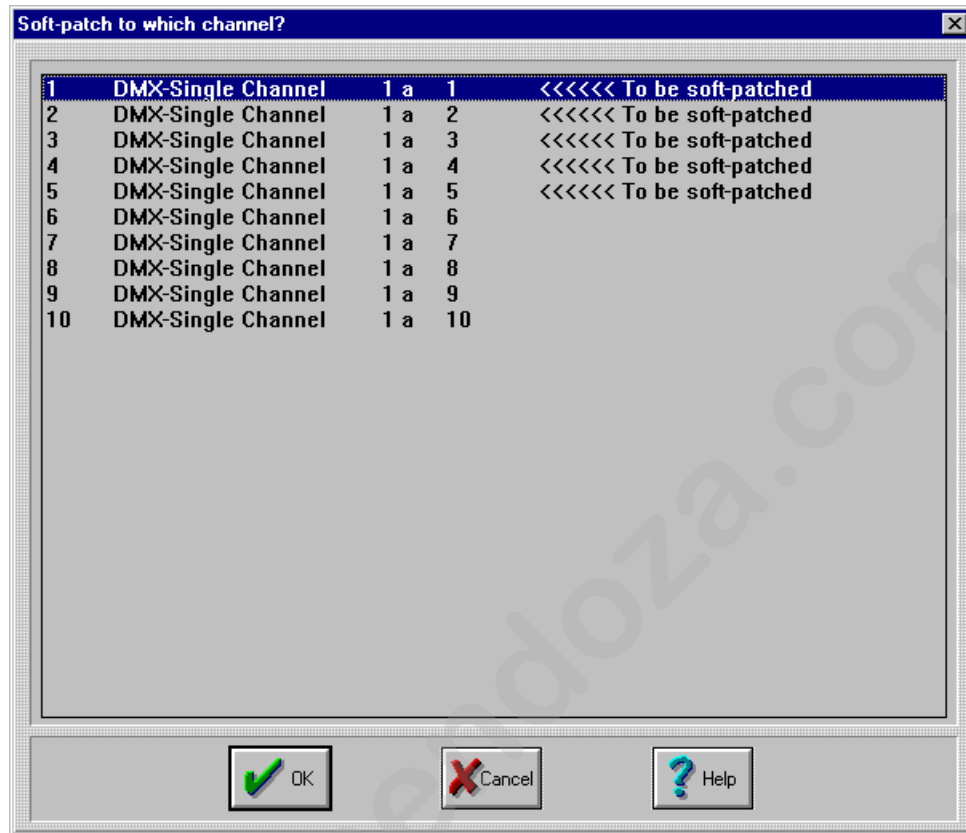 Soft-patch to which channel?
1 DMX-Single Channel 1 a 1 <<<<<< To be soft-patched
2 DMX-Single Channel 1 a 2 <<<<<< To be soft-patched
3 DMX-Single Channel 1 a 3 <<<<<< To be soft-patched
4 DMX-Single Channel 1 a 4 <<<<<< To be soft-patched
5 DMX-Single Channel 1 a 5 <<<<<< To be soft-patched
6 DMX-Single Channel 1 a 6
7 DMX-Single Channel 1 a 7
8 DMX-Single Channel 1 a 8
9 DMX-Single Channel 1 a 9
10 DMX-Single Channel 1 a 10
OK Cancel Help
endoza.com